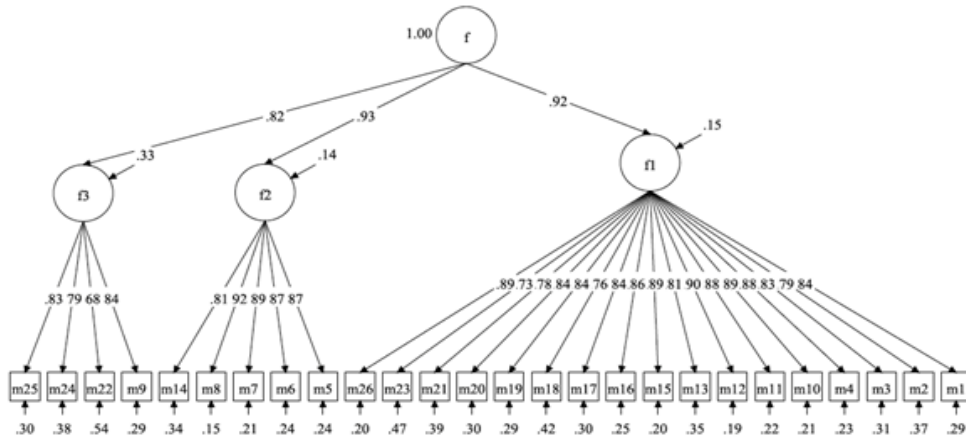 1.00 f
.82 .93 .92
.33 .14 .15
f3 f2 f1
.83 79 68 84 .81 92 89 87 87 .89 .73 .78 84 84 76 84 .86 89 81 90 88 89 .88 .83 .79 84
m25 m24 m22 m9 m14 m8 m7 m6 m5 m26 m23 m21 m20 m19 m18 m17 m16 m15 m13 m12 m11 m10 m4 m3 m2 m1
.30 .38 .54 .29 .34 .15 .21 .24 .24 .20 .47 .39 .30 .29 .42 .30 .25 .20 .35 .19 .22 .21 .23 .31 .37 .29